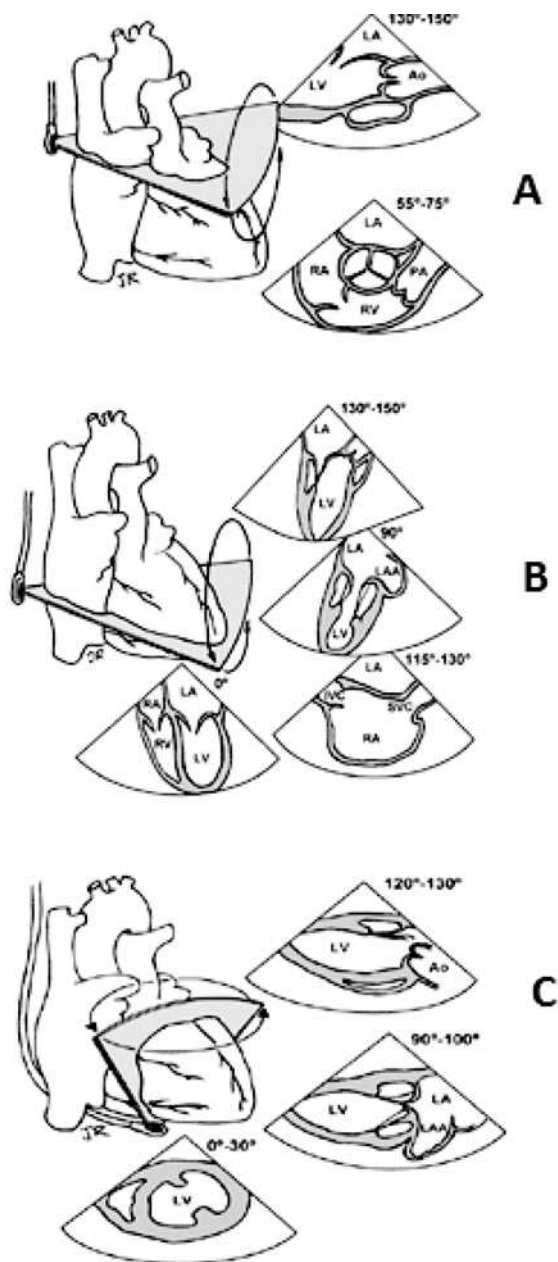 130°-150°
LA
LV
Ao
A
55°-75°
LA
RA
PA
RV
JR
130°-150°
LA
LV
90°
LA
LAA
LV
B
JR
0°
115°-130°
LA
IVC
SVC
RA
RA
LA
RV
LV
120°-130°
LV
Ao
C
90°-100°
LV
LA
LAA
JR
0°-30°
LV